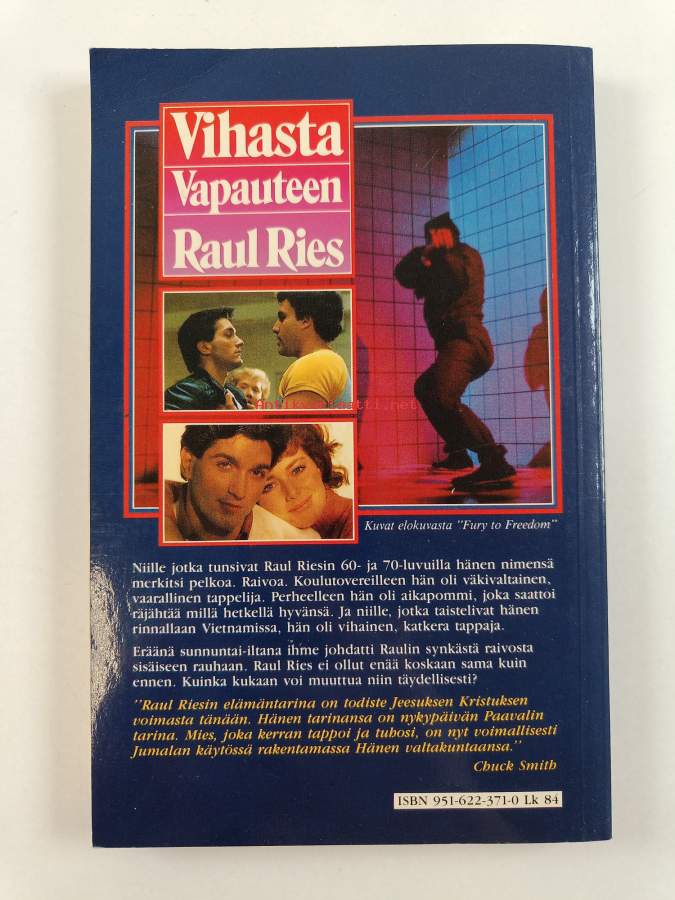 Vihasta
Vapauteen
Raul Ries
Antikvariaatti.net
Kuvat elokuvasta "Fury to Freedom"
Niille jotka tunsivat Raul Riesin 60- ja 70-luvuilla hänen nimensä
merkitsi pelkoa. Raivoa. Koulutovereilleen hän oli väkivaltainen,
vaarallinen tappelija. Perheelleen hän oli aikapommi, joka saattoi
räjähtää millä hetkellä hyvänsä. Ja niille, jotka taistelivat hänen
rinnallaan Vietnamissa, hän oli vihainen, katkera tappaja.
Eräänä sunnuntai-iltana ihme johdatti Raulin synkästä raivosta
sisäiseen rauhaan. Raul Ries ei ollut enää koskaan sama kuin
ennen. Kuinka kukaan voi muuttua niin täydellisesti?
"Raul Riesin elämäntarina on todiste Jeesuksen Kristuksen
voimasta tänään. Hänen tarinansa on nykypäivän Paavalin
tarina. Mies, joka kerran tappoi ja tuhosi, on nyt voimallisesti
Jumalan käytössä rakentamassa Hänen valtakuntaansa."
Chuck Smith
ISBN 951-622-371-0 Lk 84